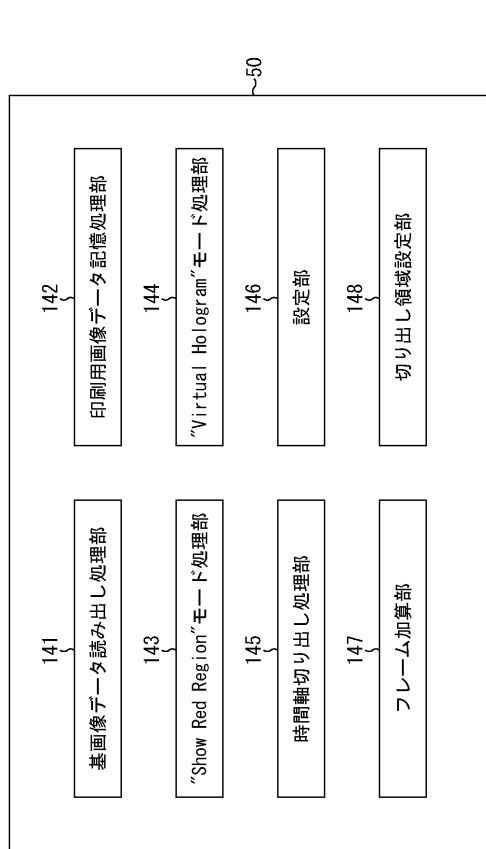 50
141
基画像データ読み出し処理部
142
印刷用画像データ記憶処理部
143
"Show Red Region"モード処理部
144
"Virtual Hologram"モード処理部
145
時間軸切り出し処理部
146
設定部
147
フレーム加算部
148
切り出し領域設定部